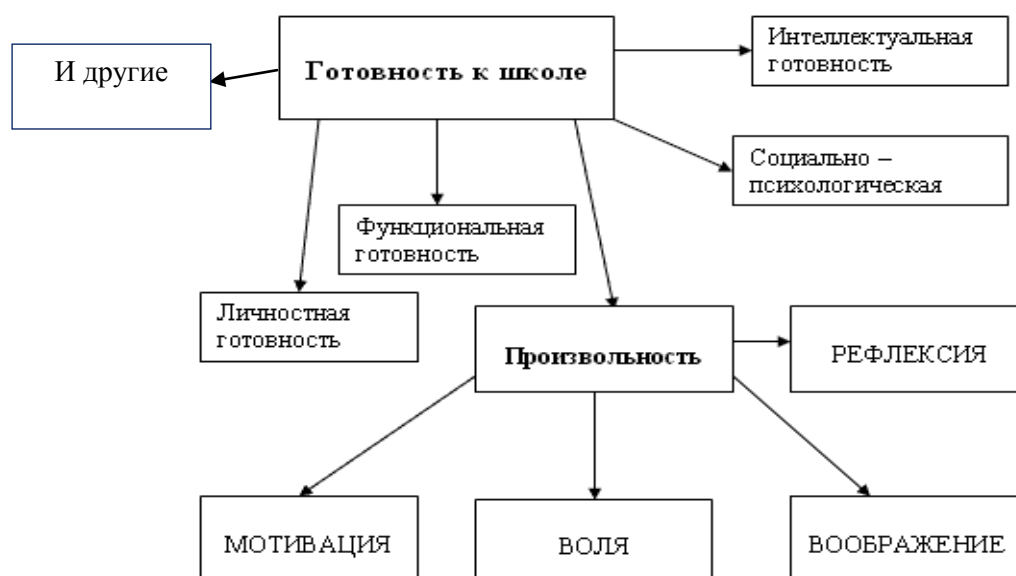 И другие
Готовность к школе
Интеллектуальная
готовность
Социально –
психологическая
Функциональная
готовность
Личностная
готовность
Произвольность
РЕФЛЕКСИЯ
МОТИВАЦИЯ
ВОЛЯ
ВООБРАЖЕНИЕ